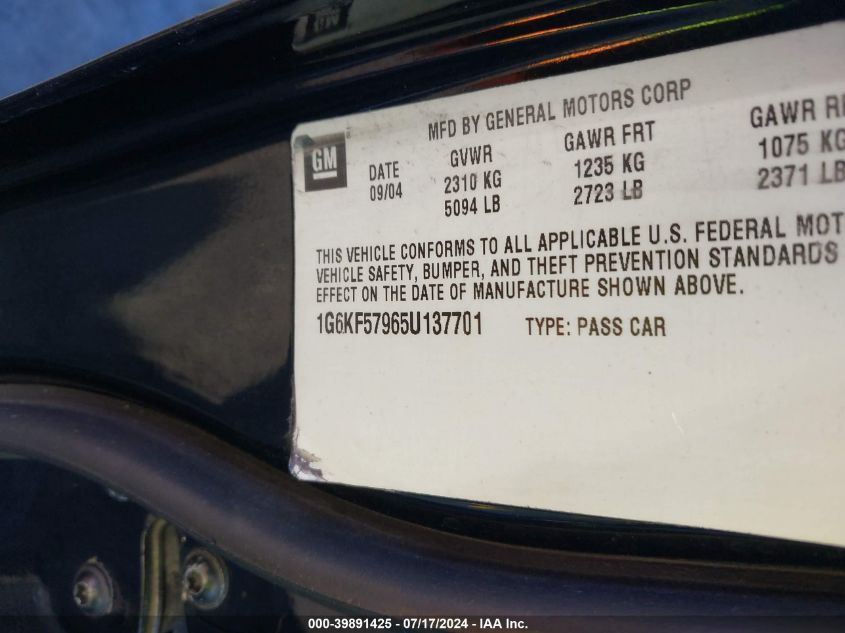 MFD BY GENERAL MOTORS CORP
GM
DATE GVWR GAWR FRT GAWR R
09/04 2310 KG 1235 KG 1075 KG
5094 LB 2723 LB 2371 LB
THIS VEHICLE CONFORMS TO ALL APPLICABLE U.S. FEDERAL MOT
VEHICLE SAFETY, BUMPER, AND THEFT PREVENTION STANDARDS
EFFECT ON THE DATE OF MANUFACTURE SHOWN ABOVE.
1G6KF57965U137701 TYPE: PASS CAR
000-39891425 - 07/17/2024 - IAA Inc.